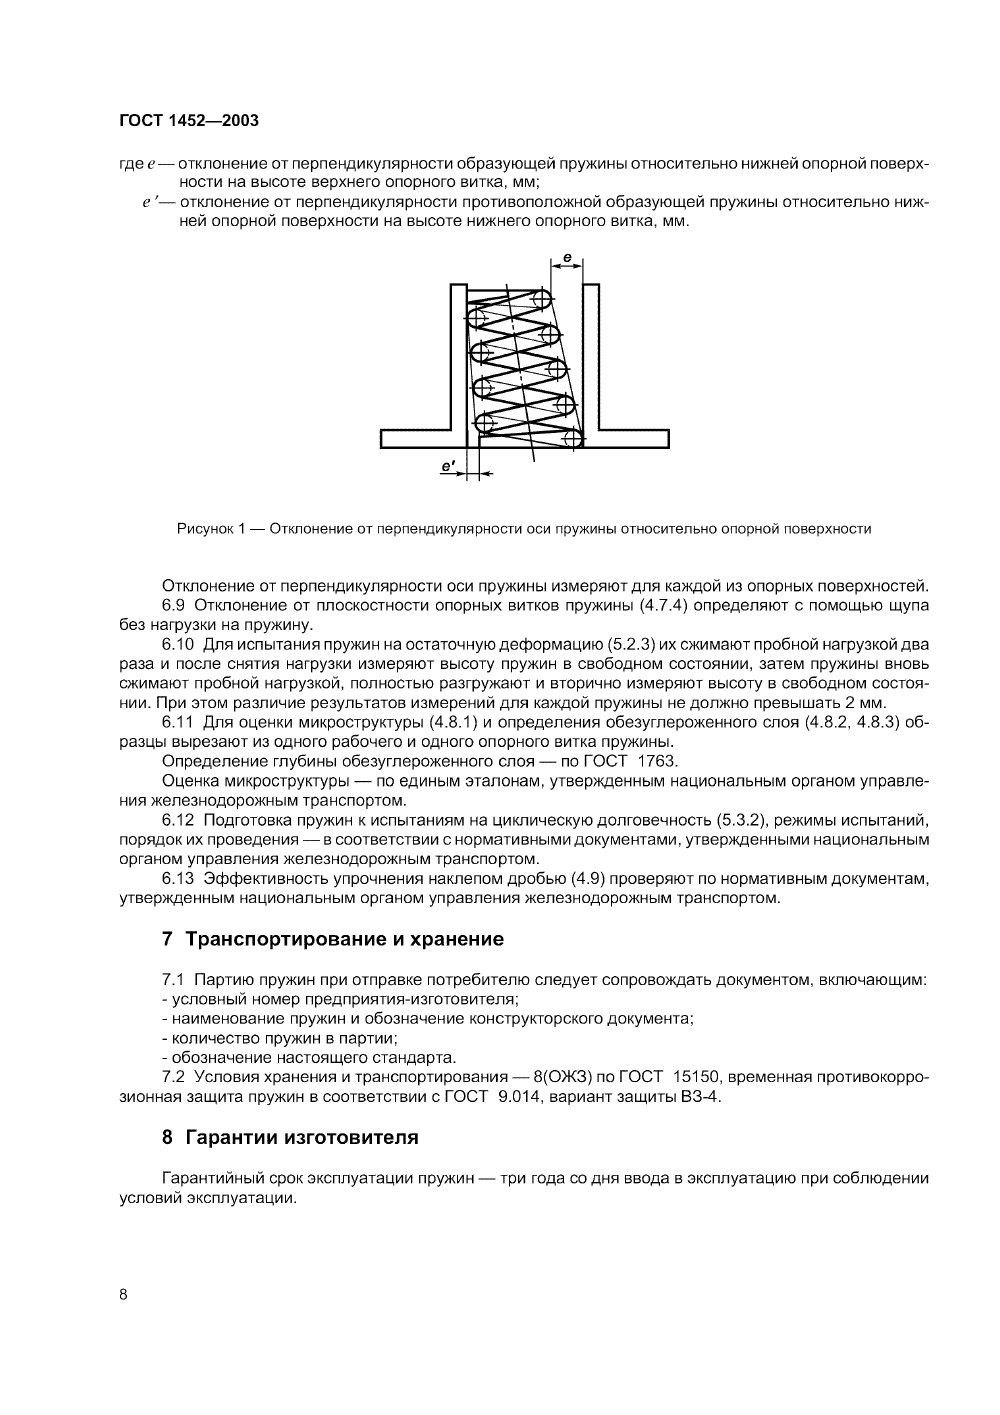 ГОСТ 1452—2003
где e — отклонение от перпендикулярности образующей пружины относительно нижней опорной поверх-
ности на высоте верхнего опорного витка, мм;
e ′— отклонение от перпендикулярности противоположной образующей пружины относительно ниж-
ней опорной поверхности на высоте нижнего опорного витка, мм.
e
e′
Рисунок 1 — Отклонение от перпендикулярности оси пружины относительно опорной поверхности
Отклонение от перпендикулярности оси пружины измеряют для каждой из опорных поверхностей.
6.9 Отклонение от плоскостности опорных витков пружины (4.7.4) определяют с помощью щупа
без нагрузки на пружину.
6.10 Для испытания пружин на остаточную деформацию (5.2.3) их сжимают пробной нагрузкой два
раза и после снятия нагрузки измеряют высоту пружин в свободном состоянии, затем пружины вновь
сжимают пробной нагрузкой, полностью разгружают и вторично измеряют высоту в свободном состоя-
нии. При этом различие результатов измерений для каждой пружины не должно превышать 2 мм.
6.11 Для оценки микроструктуры (4.8.1) и определения обезуглероженного слоя (4.8.2, 4.8.3) об-
разцы вырезают из одного рабочего и одного опорного витка пружины.
Определение глубины обезуглероженного слоя — по ГОСТ 1763.
Оценка микроструктуры — по единым эталонам, утвержденным национальным органом управле-
ния железнодорожным транспортом.
6.12 Подготовка пружин к испытаниям на циклическую долговечность (5.3.2), режимы испытаний,
порядок их проведения — в соответствии с нормативными документами, утвержденными национальным
органом управления железнодорожным транспортом.
6.13 Эффективность упрочнения наклепом дробью (4.9) проверяют по нормативным документам,
утвержденным национальным органом управления железнодорожным транспортом.
7 Транспортирование и хранение
7.1 Партию пружин при отправке потребителю следует сопровождать документом, включающим:
- условный номер предприятия-изготовителя;
- наименование пружин и обозначение конструкторского документа;
- количество пружин в партии;
- обозначение настоящего стандарта.
7.2 Условия хранения и транспортирования — 8(ОЖ3) по ГОСТ 15150, временная противокорро-
зионная защита пружин в соответствии с ГОСТ 9.014, вариант защиты ВЗ-4.
8 Гарантии изготовителя
Гарантийный срок эксплуатации пружин — три года со дня ввода в эксплуатацию при соблюдении
условий эксплуатации.
8